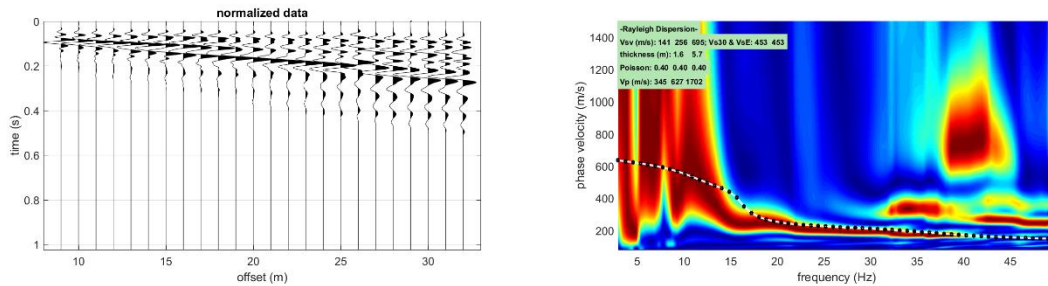 normalized data
0
0.2
0.4
0.6
0.8
1
time (s)
10 15 20 25 30
offset (m)
-Rayleigh Dispersion-
Vsv (m/s): 141 256 695; Vs30 & VsE: 453 453
thickness (m): 1.6 5.7
Poisson: 0.40 0.40 0.40
Vp (m/s): 345 627 1702
1400
1200
1000
800
600
400
200
phase velocity (m/s)
5 10 15 20 25 30 35 40 45
frequency (Hz)